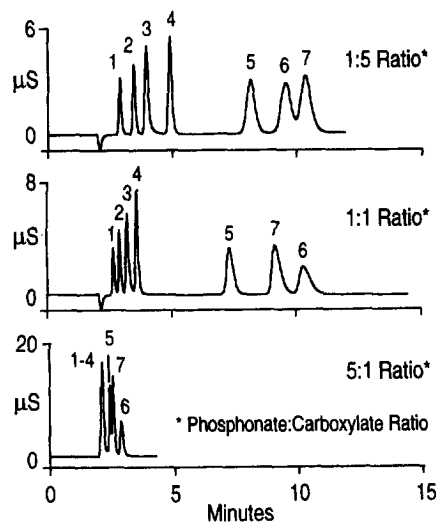 6
μS
0
1
2
3
4
5
6
7
1:5 Ratio*
8
μS
0
1
2
3
4
5
7
6
1:1 Ratio*
20
μS
0
1-4
5
7
6
5:1 Ratio*
* Phosphonate:Carboxylate Ratio
0 5 10 15
Minutes